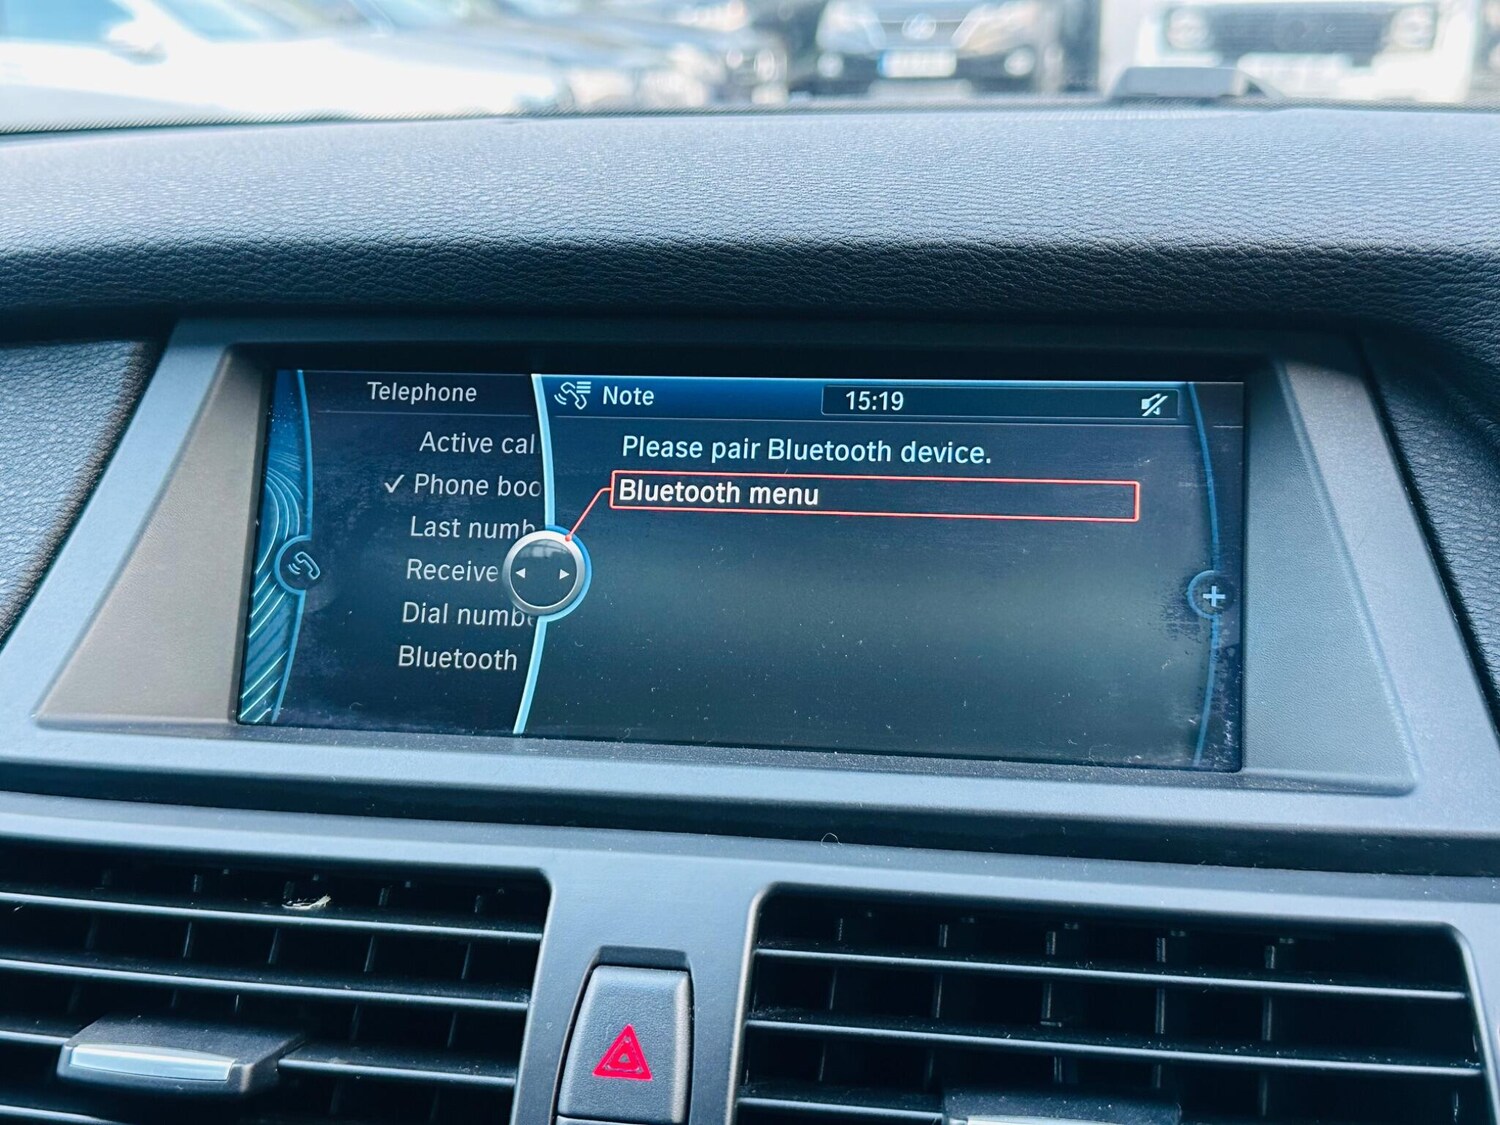 Telephone
Active cal
✓ Phone boo
Last numb
Receive
Dial numb
Bluetooth
Note
15:19
Please pair Bluetooth device.
Bluetooth menu